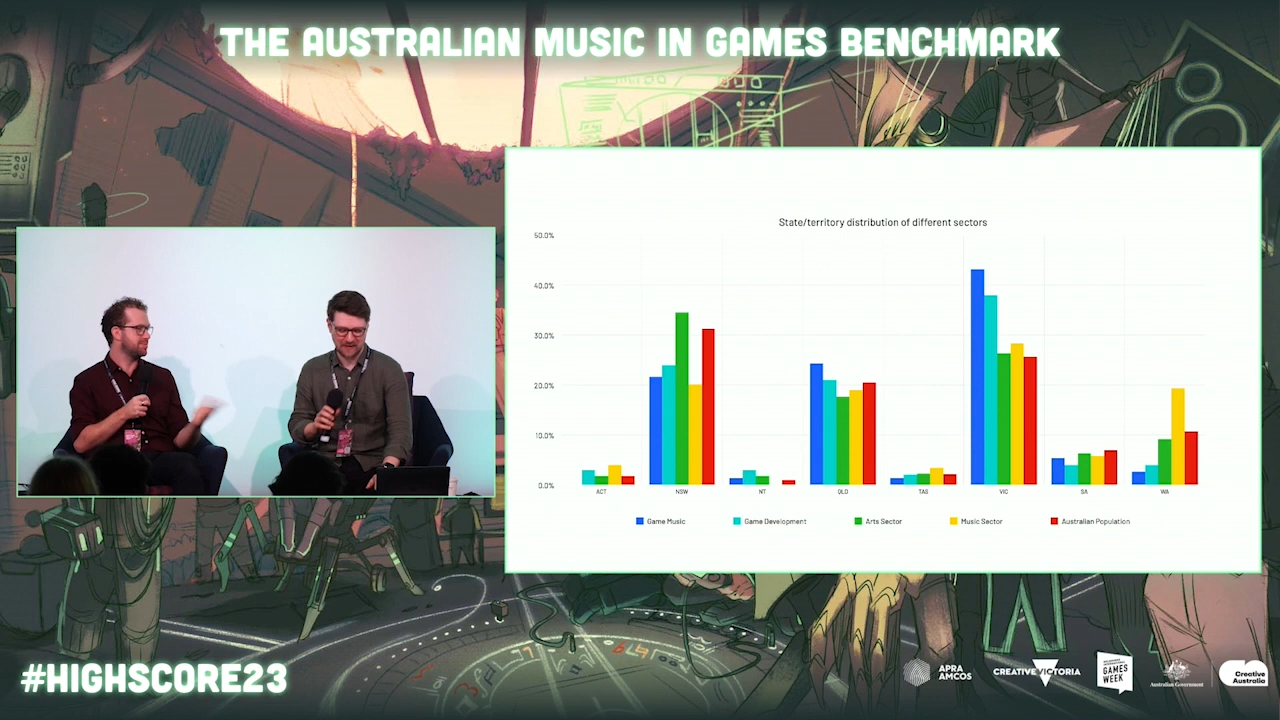 THE AUSTRALIAN MUSIC IN GAMES BENCHMARK
State/territory distribution of different sectors
50.0%
40.0%
30.0%
20.0%
10.0%
0.0%
ACT NSW NT QLD TAS VIC SA WA
Game Music Game Development Arts Sector Music Sector Australian Population
#HIGHSCORE23
APRA
AMCOS
CREATIVE VICTORIA
GAMES
WEEK
Australian Government
Creative
Australia